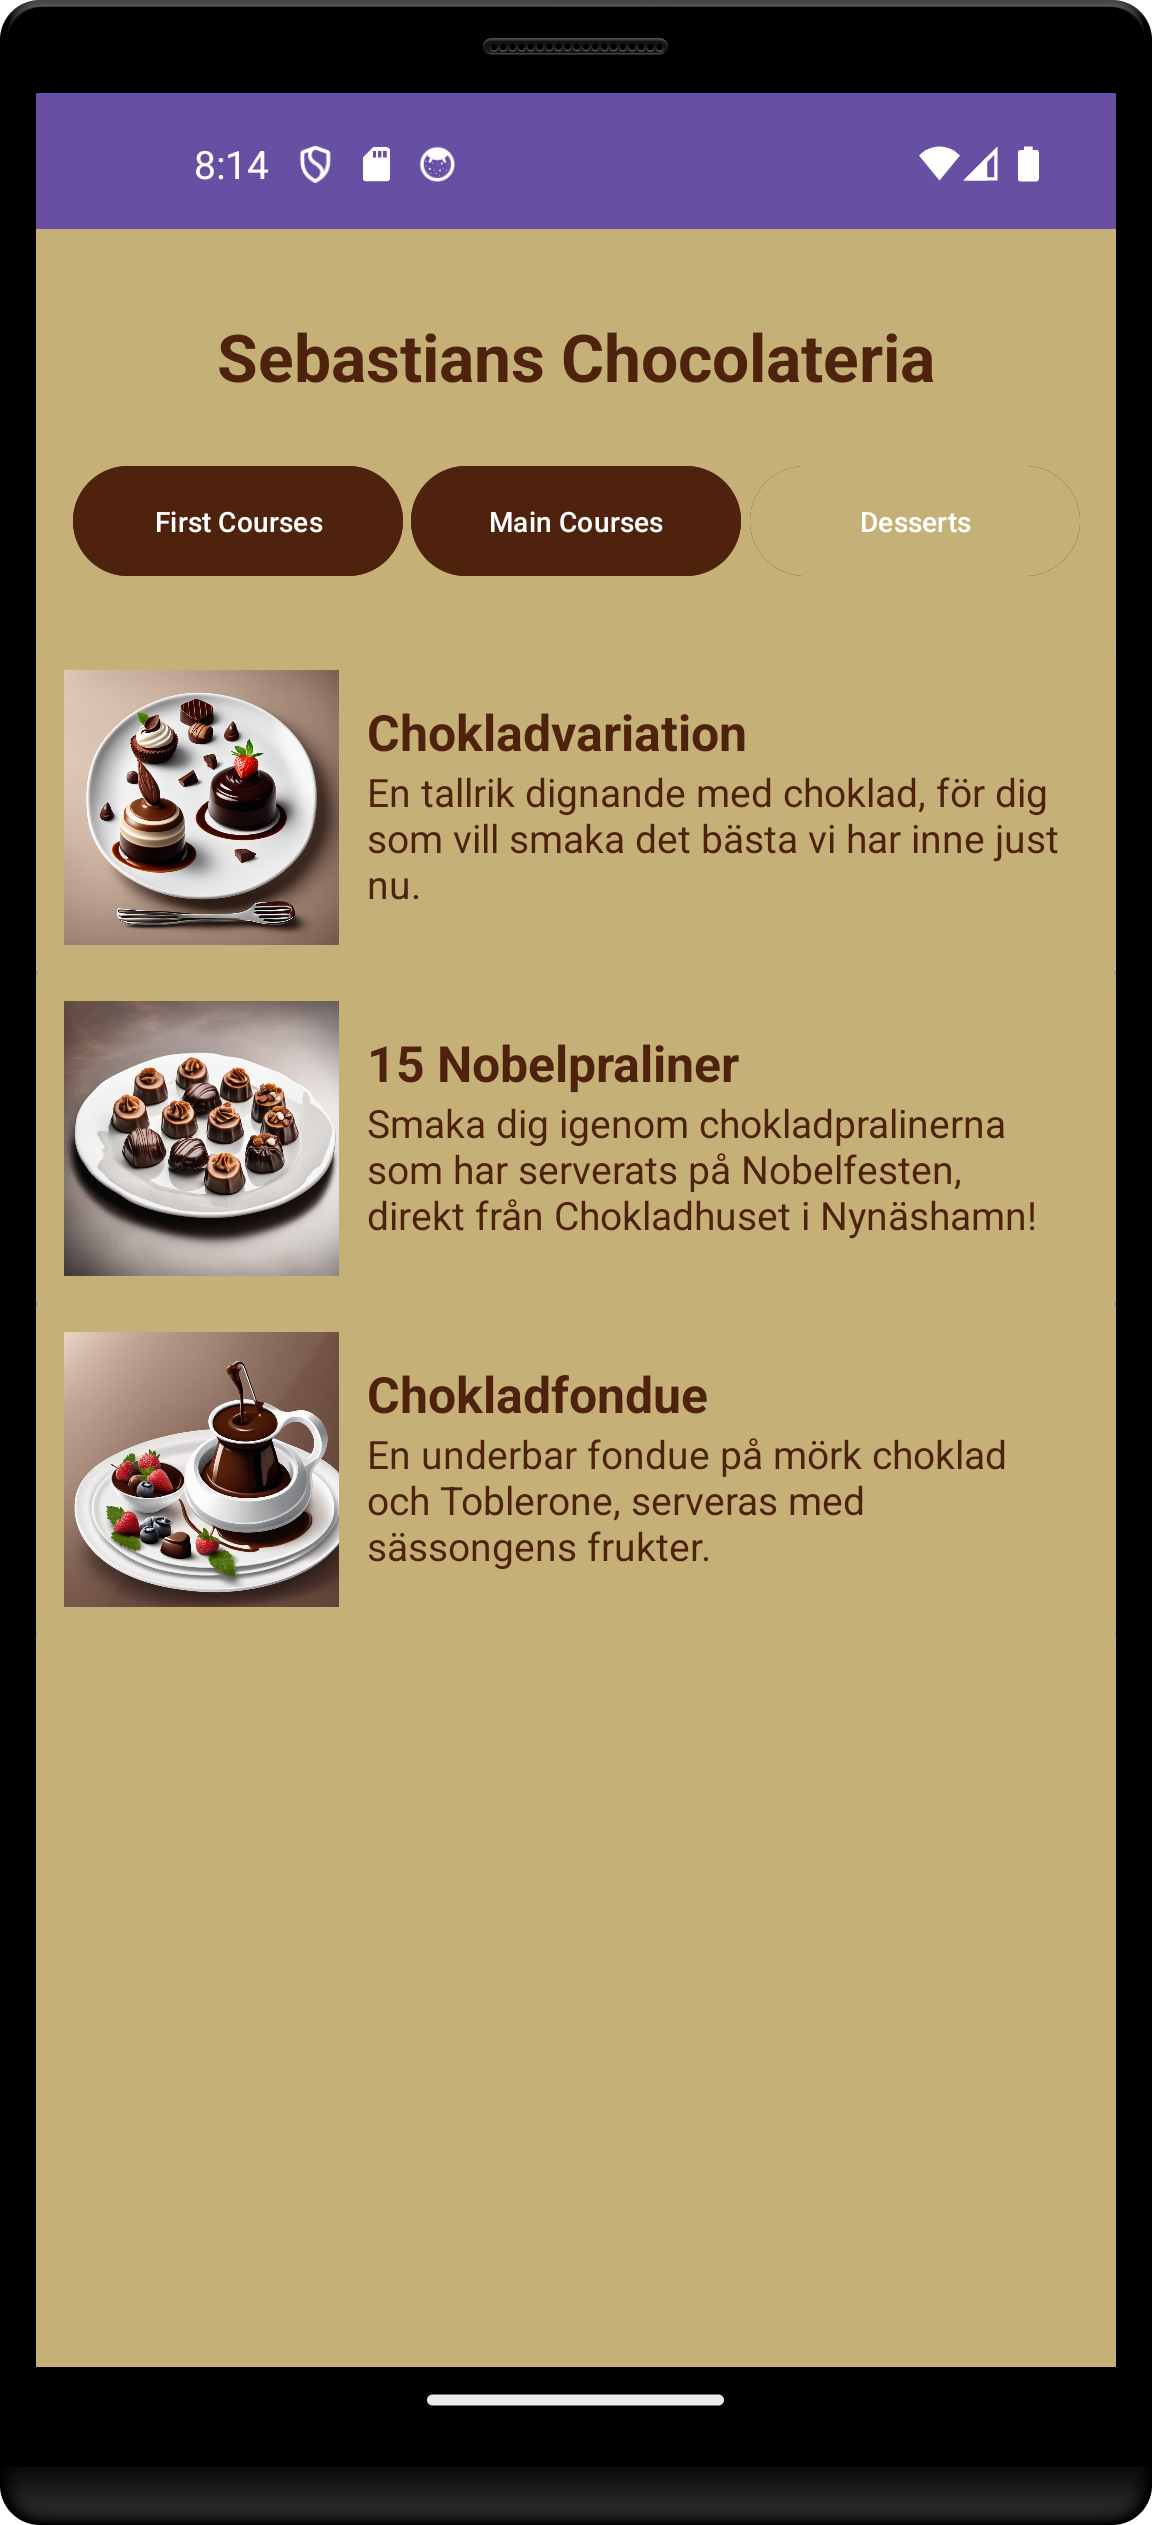 8:14
Sebastians Chocolateria
First Courses
Main Courses
Desserts
Chokladvariation
En tallrik dignande med choklad, för dig
som vill smaka det bästa vi har inne just
nu.
15 Nobelpraliner
Smaka dig igenom chokladpralinerna
som har serverats på Nobelfesten,
direkt från Chokladhuset i Nynäshamn!
Chokladfondue
En underbar fondue på mörk choklad
och Toblerone, serveras med
sässongens frukter.